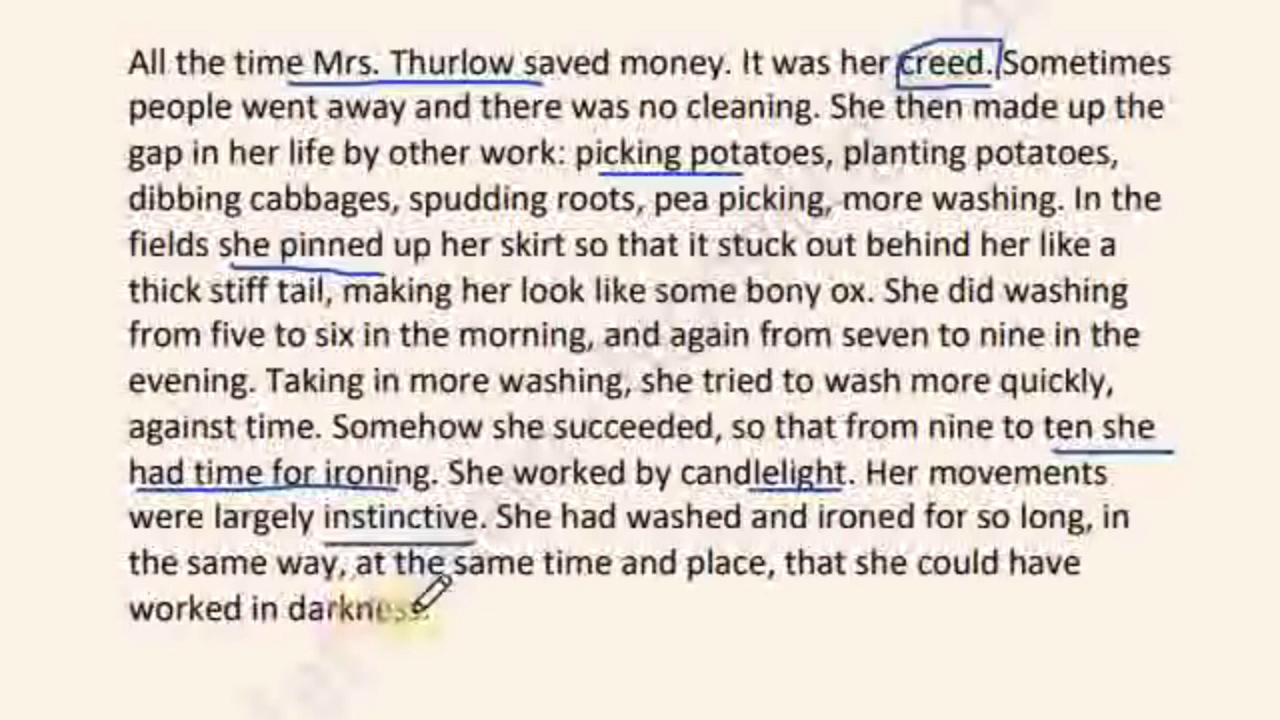 All the time Mrs. Thurlow saved money. It was her creed. Sometimes
people went away and there was no cleaning. She then made up the
gap in her life by other work: picking potatoes, planting potatoes,
dibbing cabbages, spudding roots, pea picking, more washing. In the
fields she pinned up her skirt so that it stuck out behind her like a
thick stiff tail, making her look like some bony ox. She did washing
from five to six in the morning, and again from seven to nine in the
evening. Taking in more washing, she tried to wash more quickly,
against time. Somehow she succeeded, so that from nine to ten she
had time for ironing. She worked by candlelight. Her movements
were largely instinctive. She had washed and ironed for so long, in
the same way, at the same time and place, that she could have
worked in darkness.